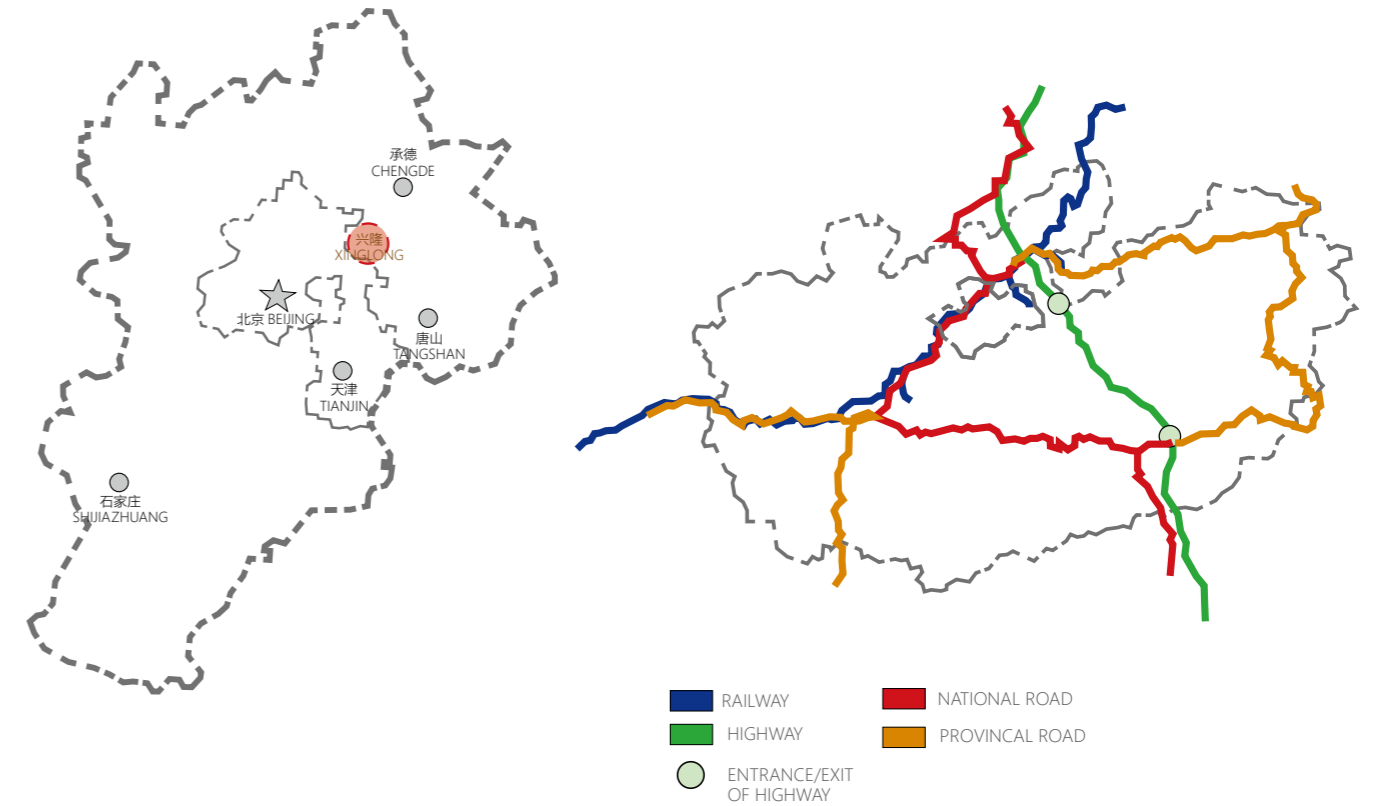 承德
CHENGDE
兴隆
XINGLONG
北京 BEIJING
唐山
TANGSHAN
天津
TIANJIN
石家庄
SHIJIAZHUANG
RAILWAY
NATIONAL ROAD
HIGHWAY
PROVINCAL ROAD
ENTRANCE/EXIT
OF HIGHWAY